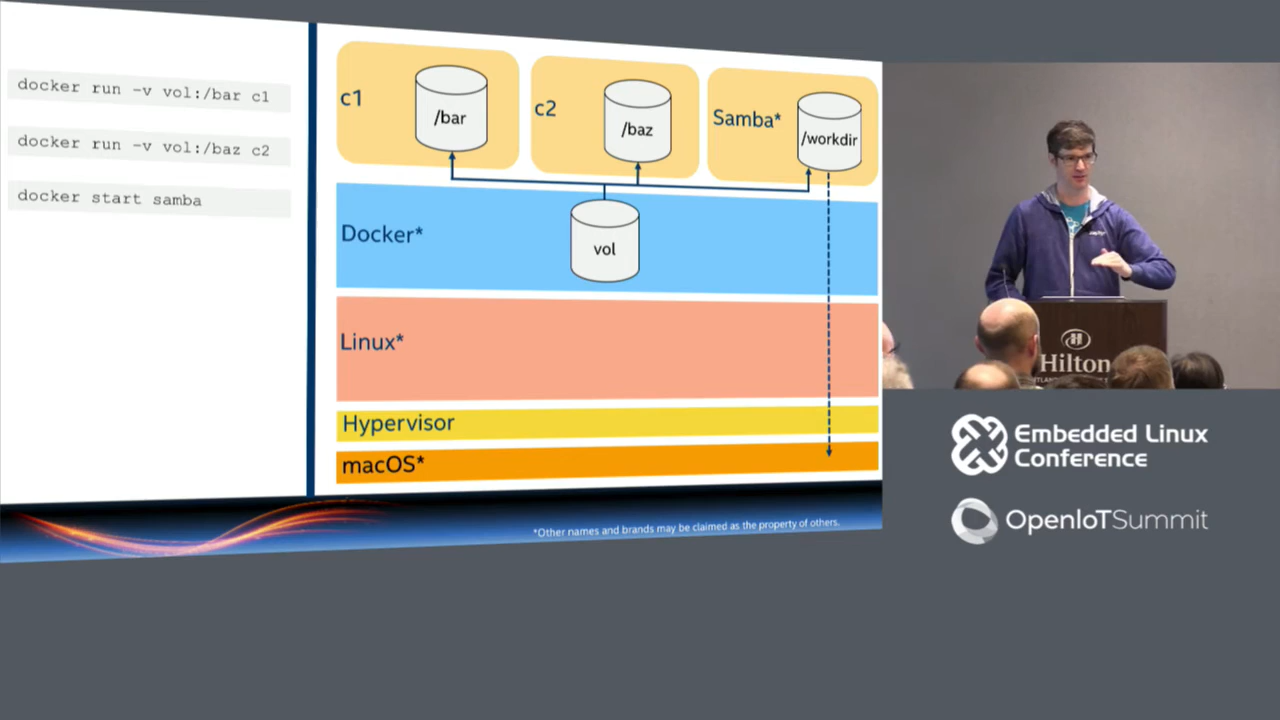 docker run -v vol:/bar c1
docker run -v vol:/baz c2
docker start samba
c1
/bar
c2
/baz
Samba*
/workdir
Docker*
vol
Linux*
Hypervisor
macOS*
*Other names and brands may be claimed as the property of others.
Hilton
Embedded Linux
Conference
OpenIoTSummit